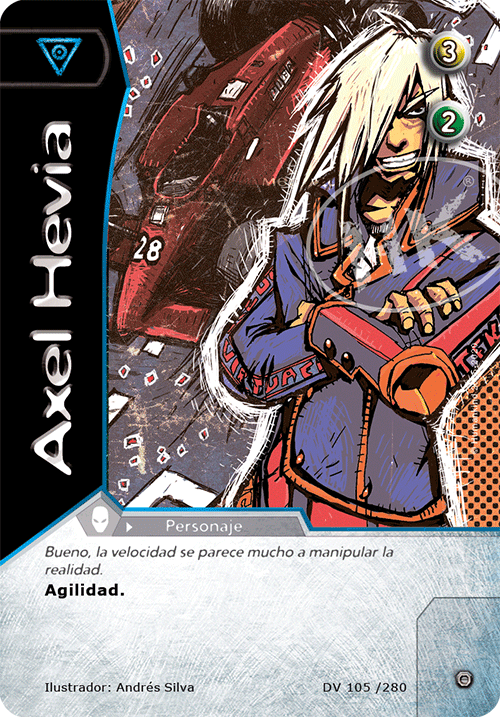 3
2
Axel Hevia
28
Personaje
Bueno, la velocidad se parece mucho a manipular la
realidad.
Agilidad.
Ilustrador: Andrés Silva
DV 105 /280